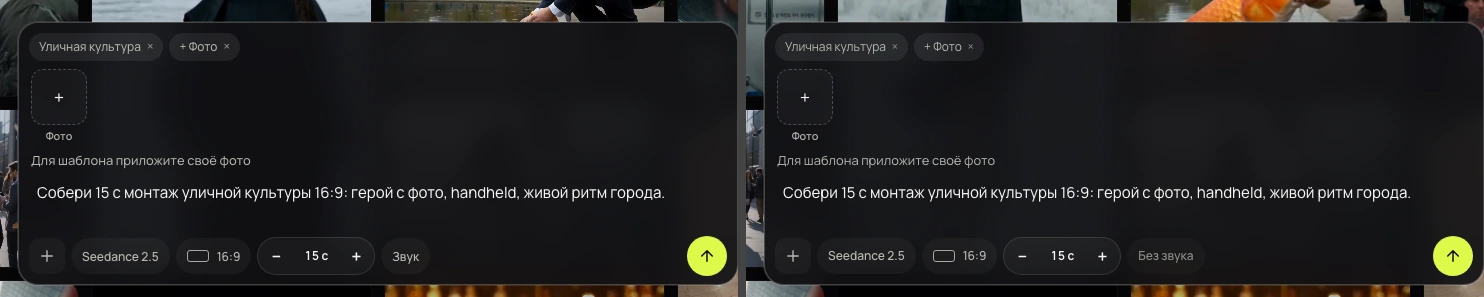 Уличная культура × + Фото ×
+
Фото
Для шаблона приложите своё фото
Собери 15 с монтаж уличной культуры 16:9: герой с фото, handheld, живой ритм города.
+ Seedance 2.5 16:9 − 15 с + Звук
Уличная культура × + Фото ×
+
Фото
Для шаблона приложите своё фото
Собери 15 с монтаж уличной культуры 16:9: герой с фото, handheld, живой ритм города.
+ Seedance 2.5 16:9 − 15 с + Без звука